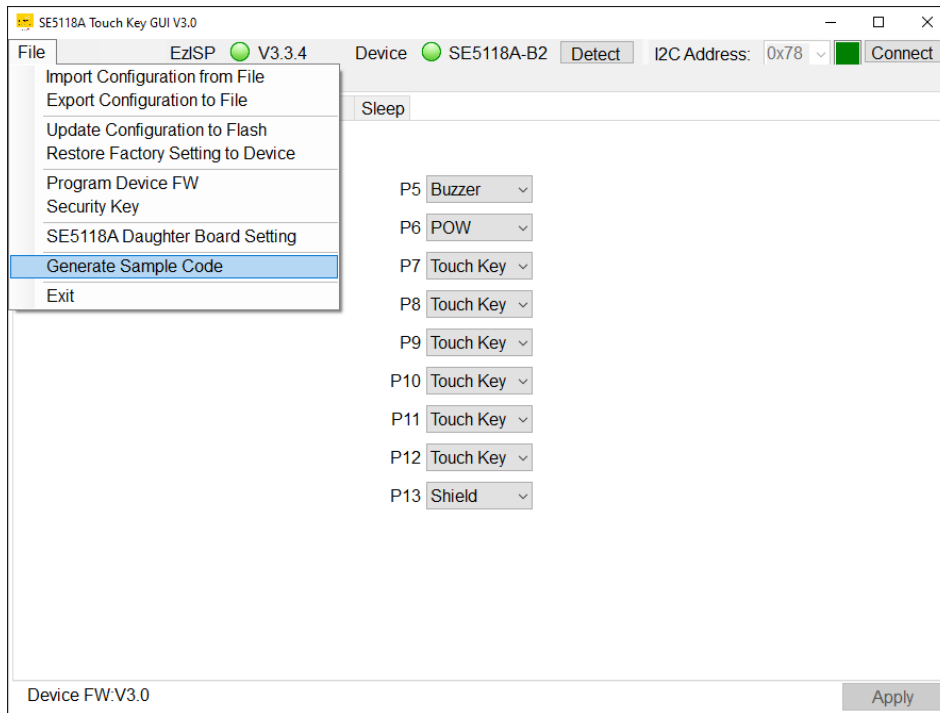 SE5118A Touch Key GUI V3.0
File EzISP V3.3.4 Device SE5118A-B2 Detect I2C Address: 0x78 Connect
Import Configuration from File
Export Configuration to File
Update Configuration to Flash
Restore Factory Setting to Device
Program Device FW
Security Key
SE5118A Daughter Board Setting
Generate Sample Code
Exit
Sleep
P5 Buzzer
P6 POW
P7 Touch Key
P8 Touch Key
P9 Touch Key
P10 Touch Key
P11 Touch Key
P12 Touch Key
P13 Shield
Device FW:V3.0 Apply